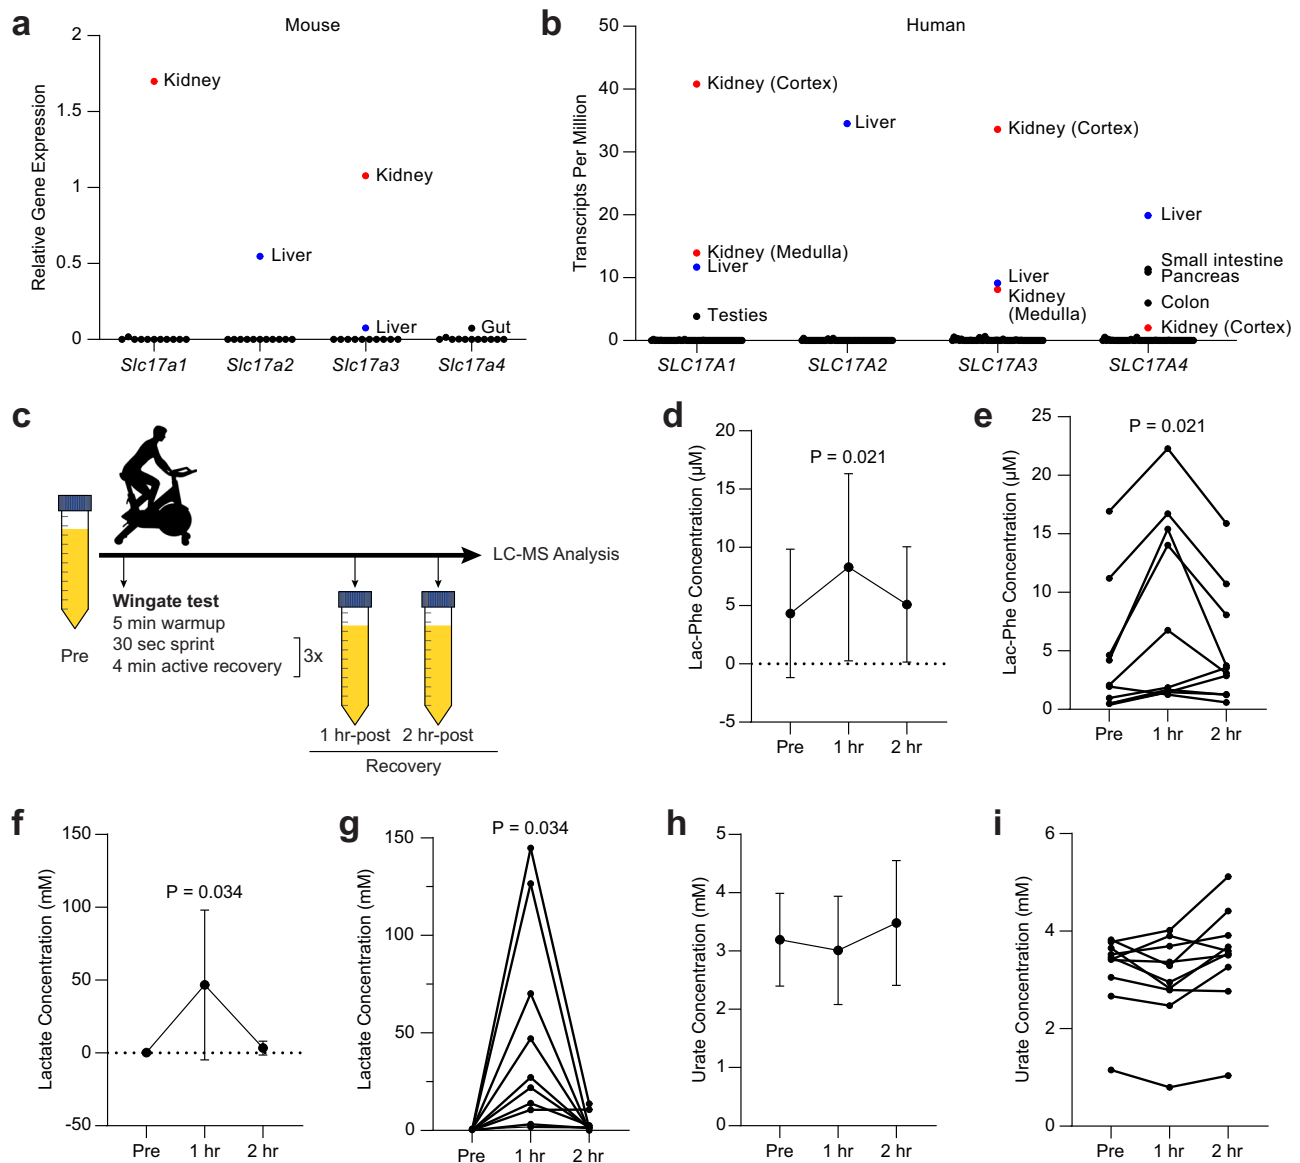 a
Mouse
Relative Gene Expression
2
1.5
1
0.5
0
Kidney
Liver
Kidney
Liver
Gut
Slc17a1
Slc17a2
Slc17a3
Slc17a4
b
Human
Transcripts Per Million
50
40
30
20
10
0
Kidney (Cortex)
Kidney (Medulla)
Liver
Testies
Liver
Kidney (Cortex)
Liver
Kidney
(Medulla)
Liver
Small intestine
Pancreas
Colon
Kidney (Cortex)
SLC17A1
SLC17A2
SLC17A3
SLC17A4
c
Pre
Wingate test
5 min warmup
30 sec sprint
4 min active recovery
3x
LC-MS Analysis
1 hr-post
2 hr-post
Recovery
d
Lac-Phe Concentration (µM)
20
15
10
5
0
-5
P = 0.021
Pre
1 hr
2 hr
e
Lac-Phe Concentration (µM)
25
20
15
10
5
0
P = 0.021
Pre
1 hr
2 hr
f
Lactate Concentration (mM)
150
100
50
0
-50
P = 0.034
Pre
1 hr
2 hr
g
Lactate Concentration (mM)
150
100
50
0
P = 0.034
Pre
1 hr
2 hr
h
Urate Concentration (mM)
5
4
3
2
1
0
Pre
1 hr
2 hr
i
Urate Concentration (mM)
6
4
2
0
Pre
1 hr
2 hr